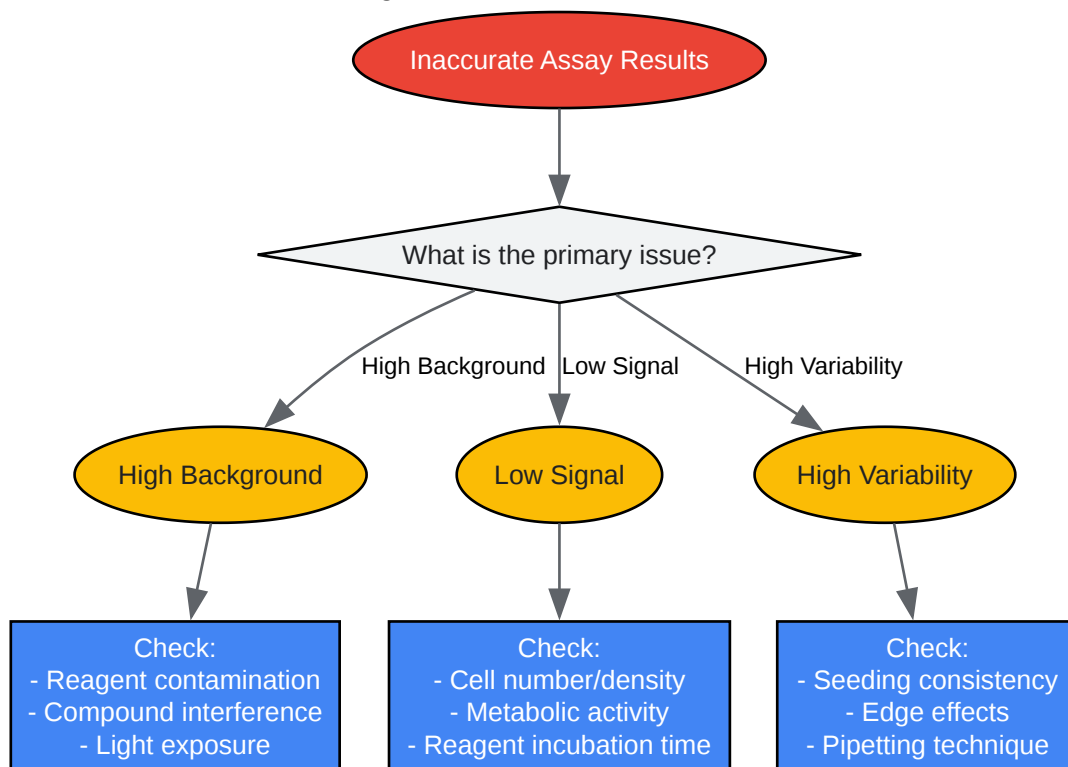 Inaccurate Assay Results
What is the primary issue?
High Background
Low Signal
High Variability
High Background
Low Signal
High Variability
Check:
- Reagent contamination
- Compound interference
- Light exposure
Check:
- Cell number/density
- Metabolic activity
- Reagent incubation time
Check:
- Seeding consistency
- Edge effects
- Pipetting technique